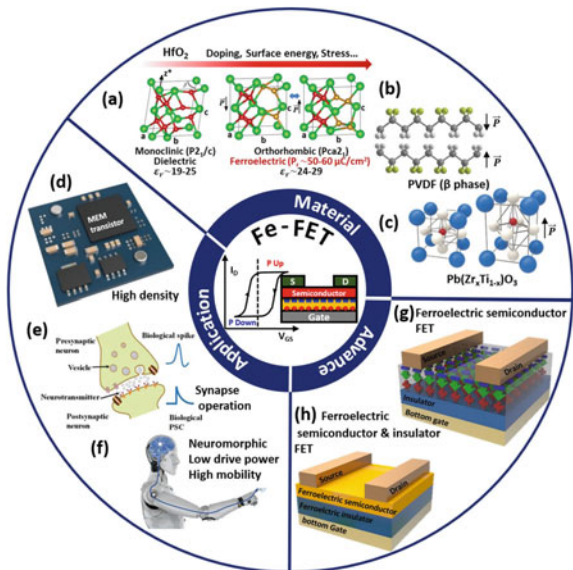 HfO₂
Doping, Surface energy, Stress...
(a)
z*
P⃗
P⃗
c
c
a
b
a
b
Monoclinic (P2₁/c)
Dielectric
εᵣ~19-25
Orthorhombic (Pca2₁)
Ferroelectric (Pᵣ ~50-60 μC/cm²)
εᵣ~24-29
(b)
P⃗
P⃗
PVDF (β phase)
(c)
P⃗
Pb(ZrₓTi₁₋ₓ)O₃
(d)
MEM
transistor
High density
Material
Application
Advance
Fe-FET
I_D
P Up
P Down
V_GS
S
D
Semiconductor
Gate
(e)
Presynaptic
neuron
Vesicle
Neurotransmitter
Postsynaptic
neuron
Biological spike
Synapse
operation
Biological
PSC
(f)
Neuromorphic
Low drive power
High mobility
(g)
Ferroelectric semiconductor
FET
Source
Drain
Insulator
Bottom gate
(h)
Ferroelectric
semiconductor & insulator
FET
Source
Drain
Ferroelectric semiconductor
Ferroelctric insulator
bottom Gate